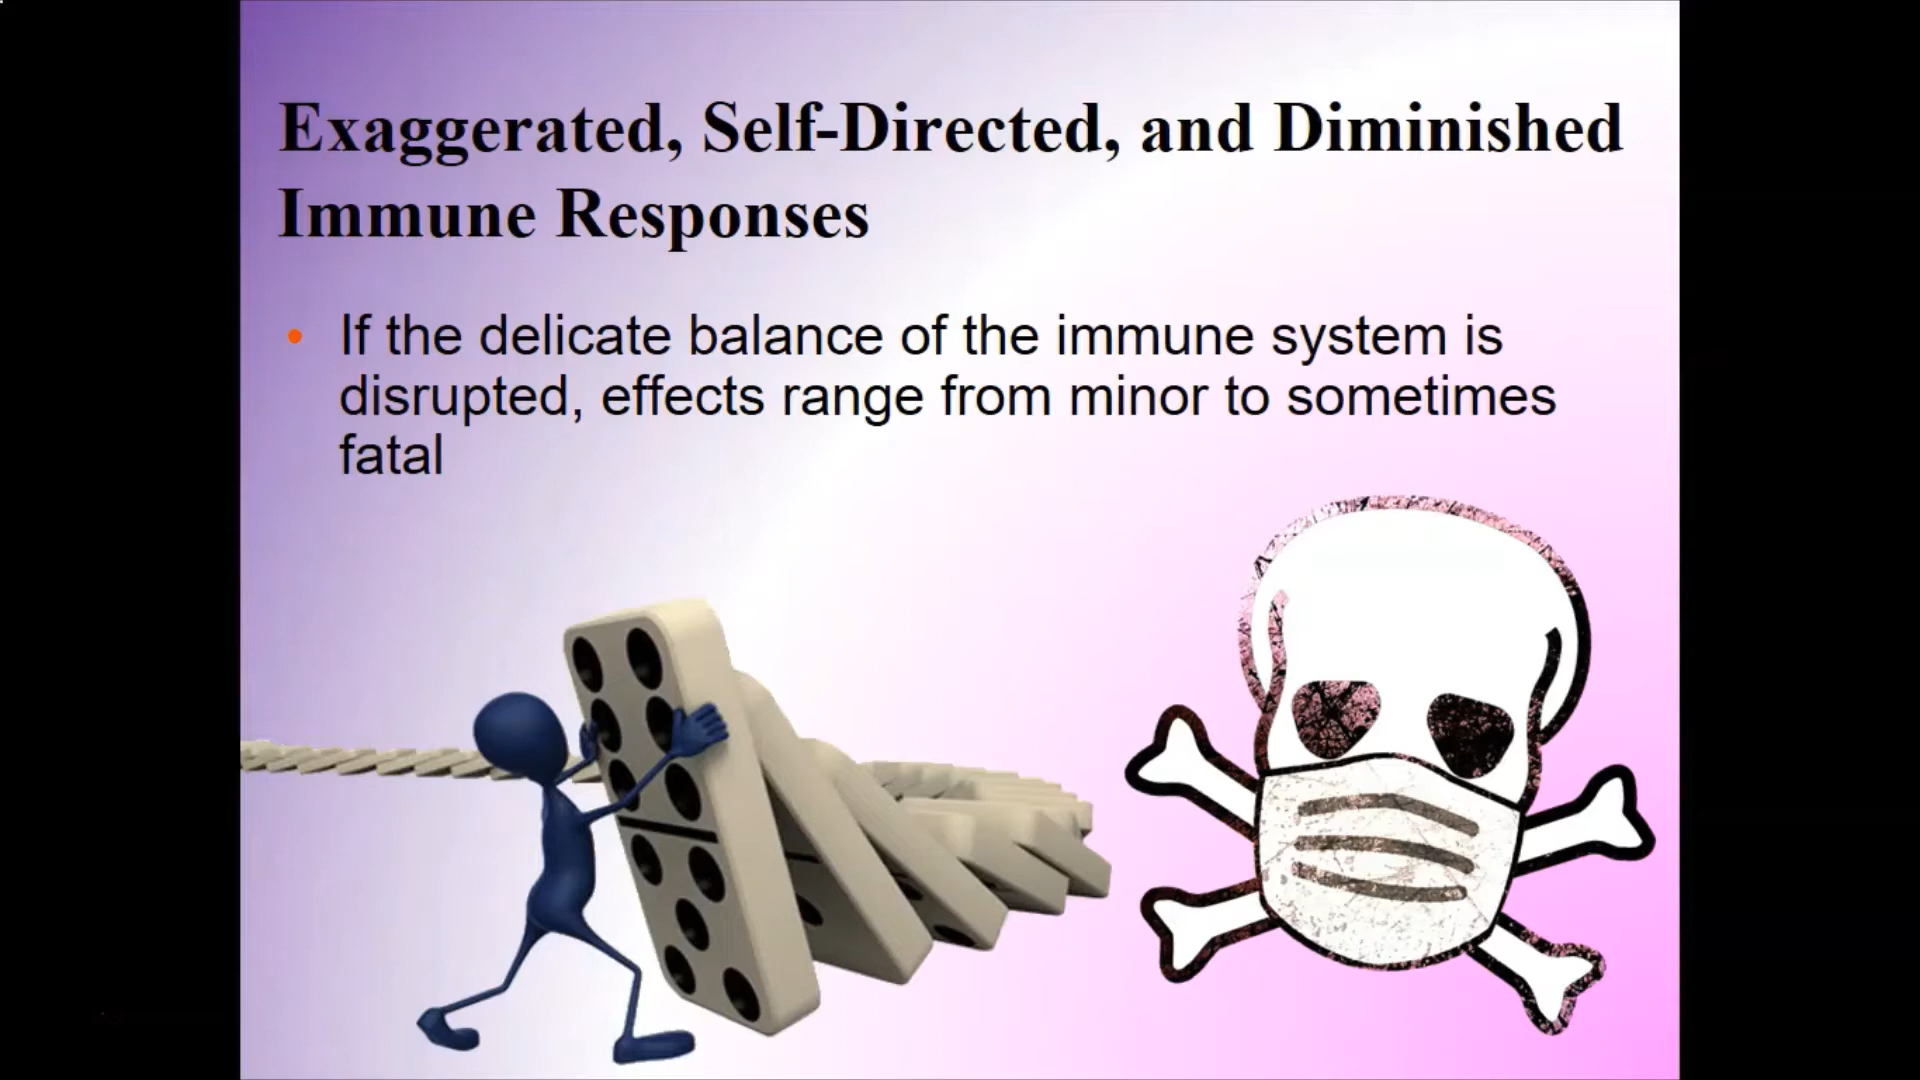 Exaggerated, Self-Directed, and Diminished
Immune Responses
• If the delicate balance of the immune system is
disrupted, effects range from minor to sometimes
fatal